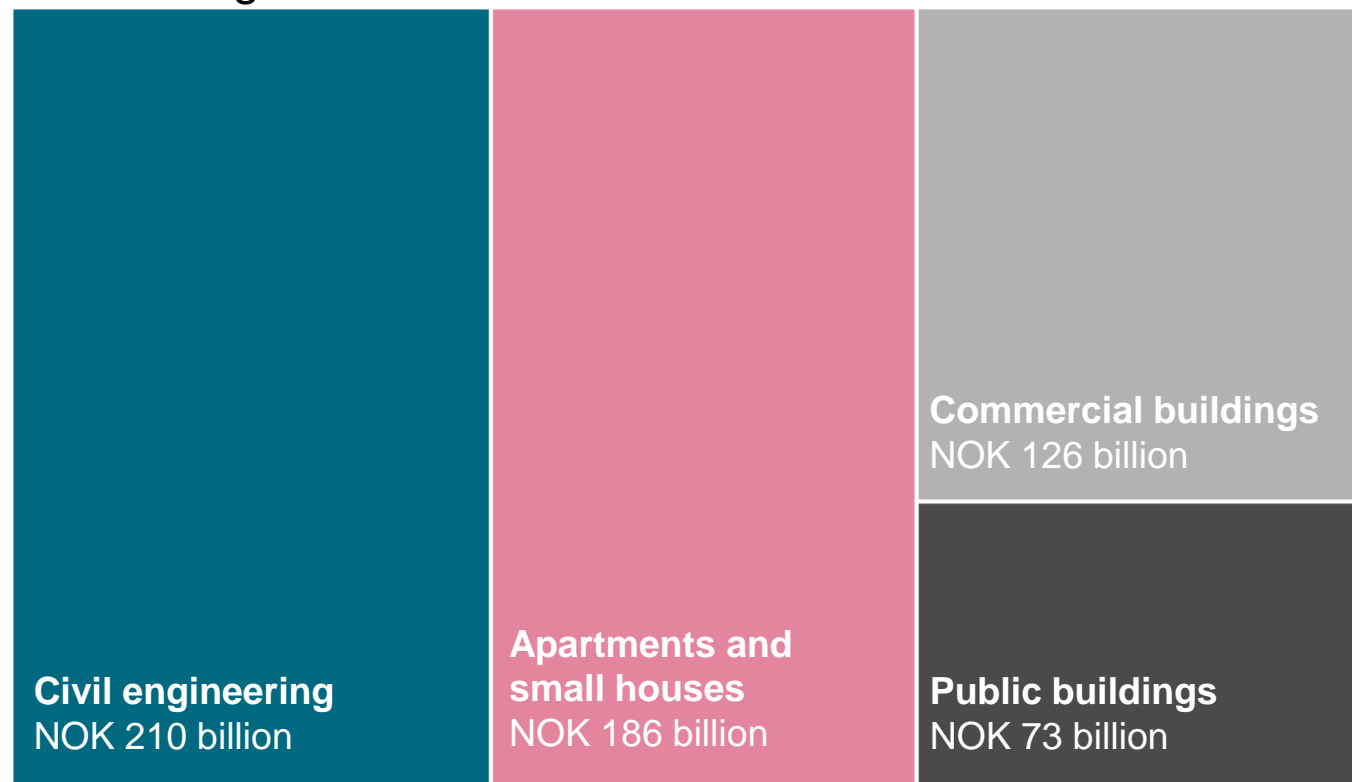 Civil engineering
NOK 210 billion
Apartments and
small houses
NOK 186 billion
Commercial buildings
NOK 126 billion
Public buildings
NOK 73 billion